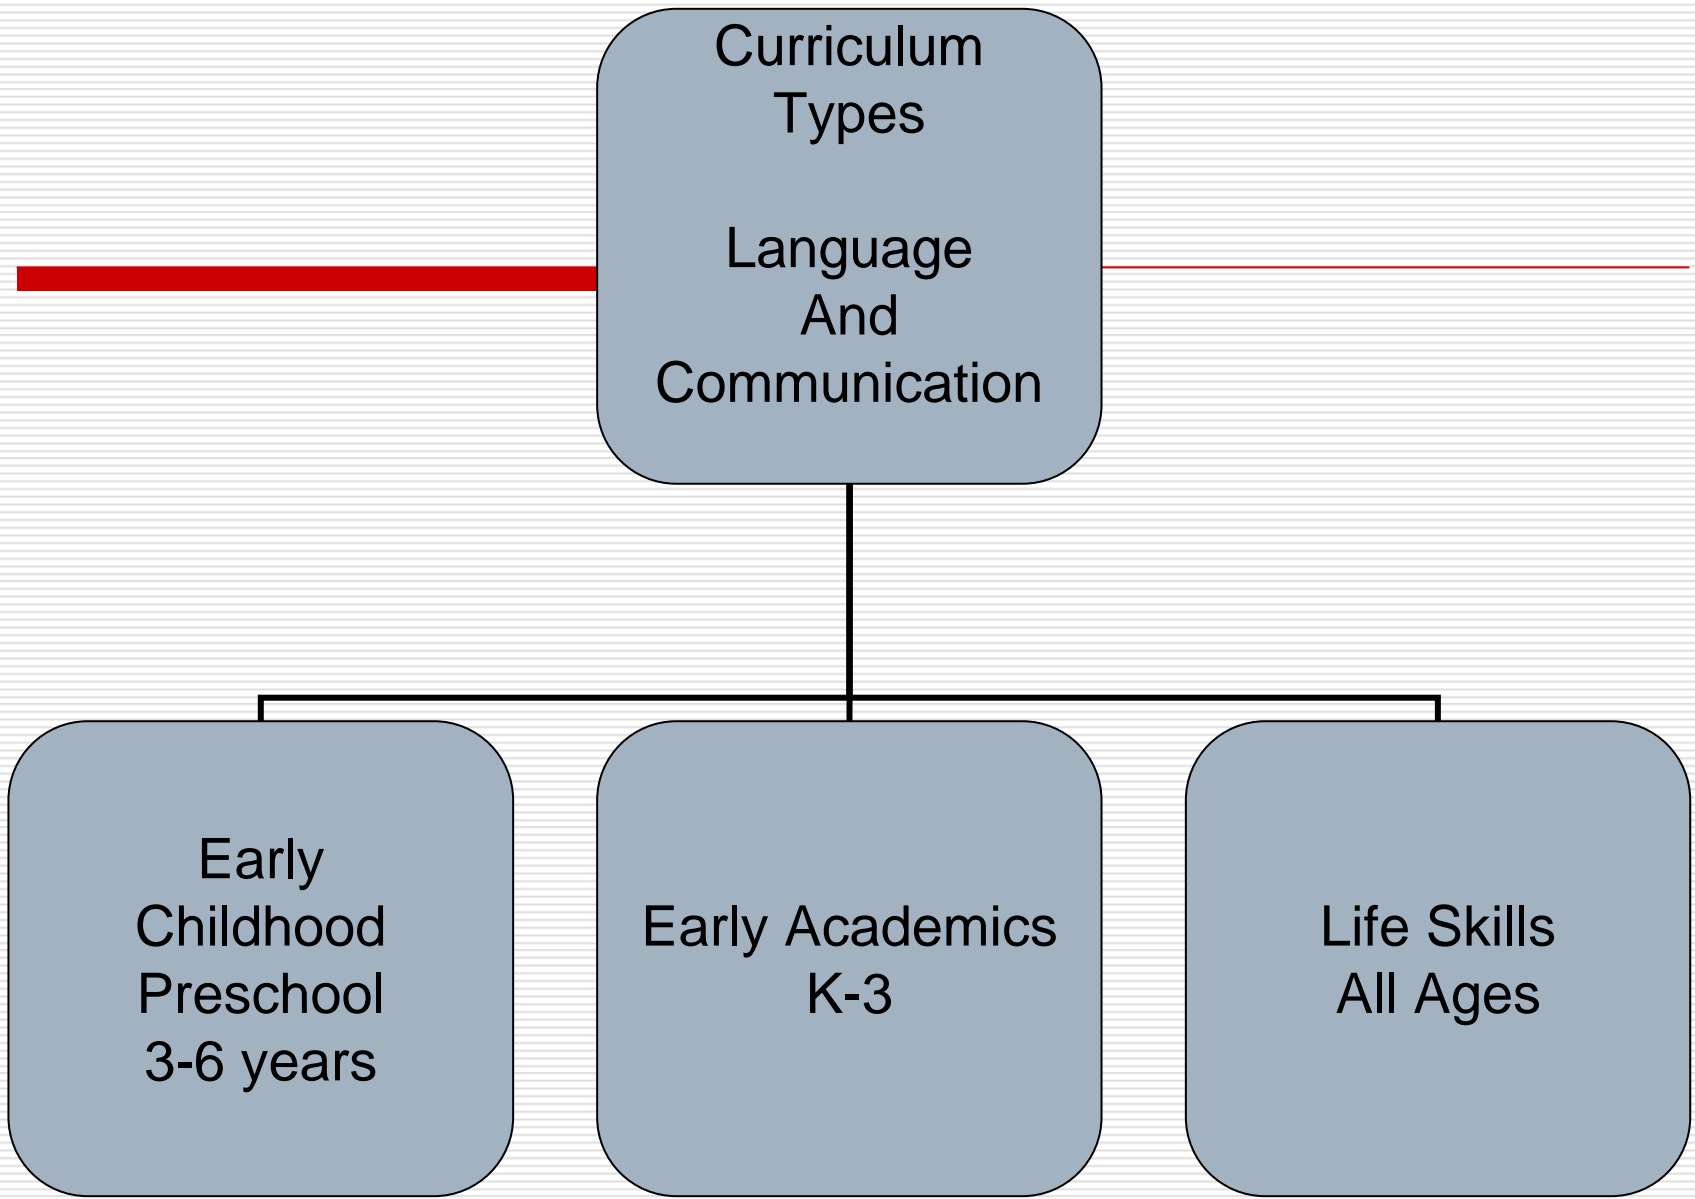 Curriculum
Types
Language
And
Communication
Early
Childhood
Preschool
3-6 years
Early Academics
K-3
Life Skills
All Ages